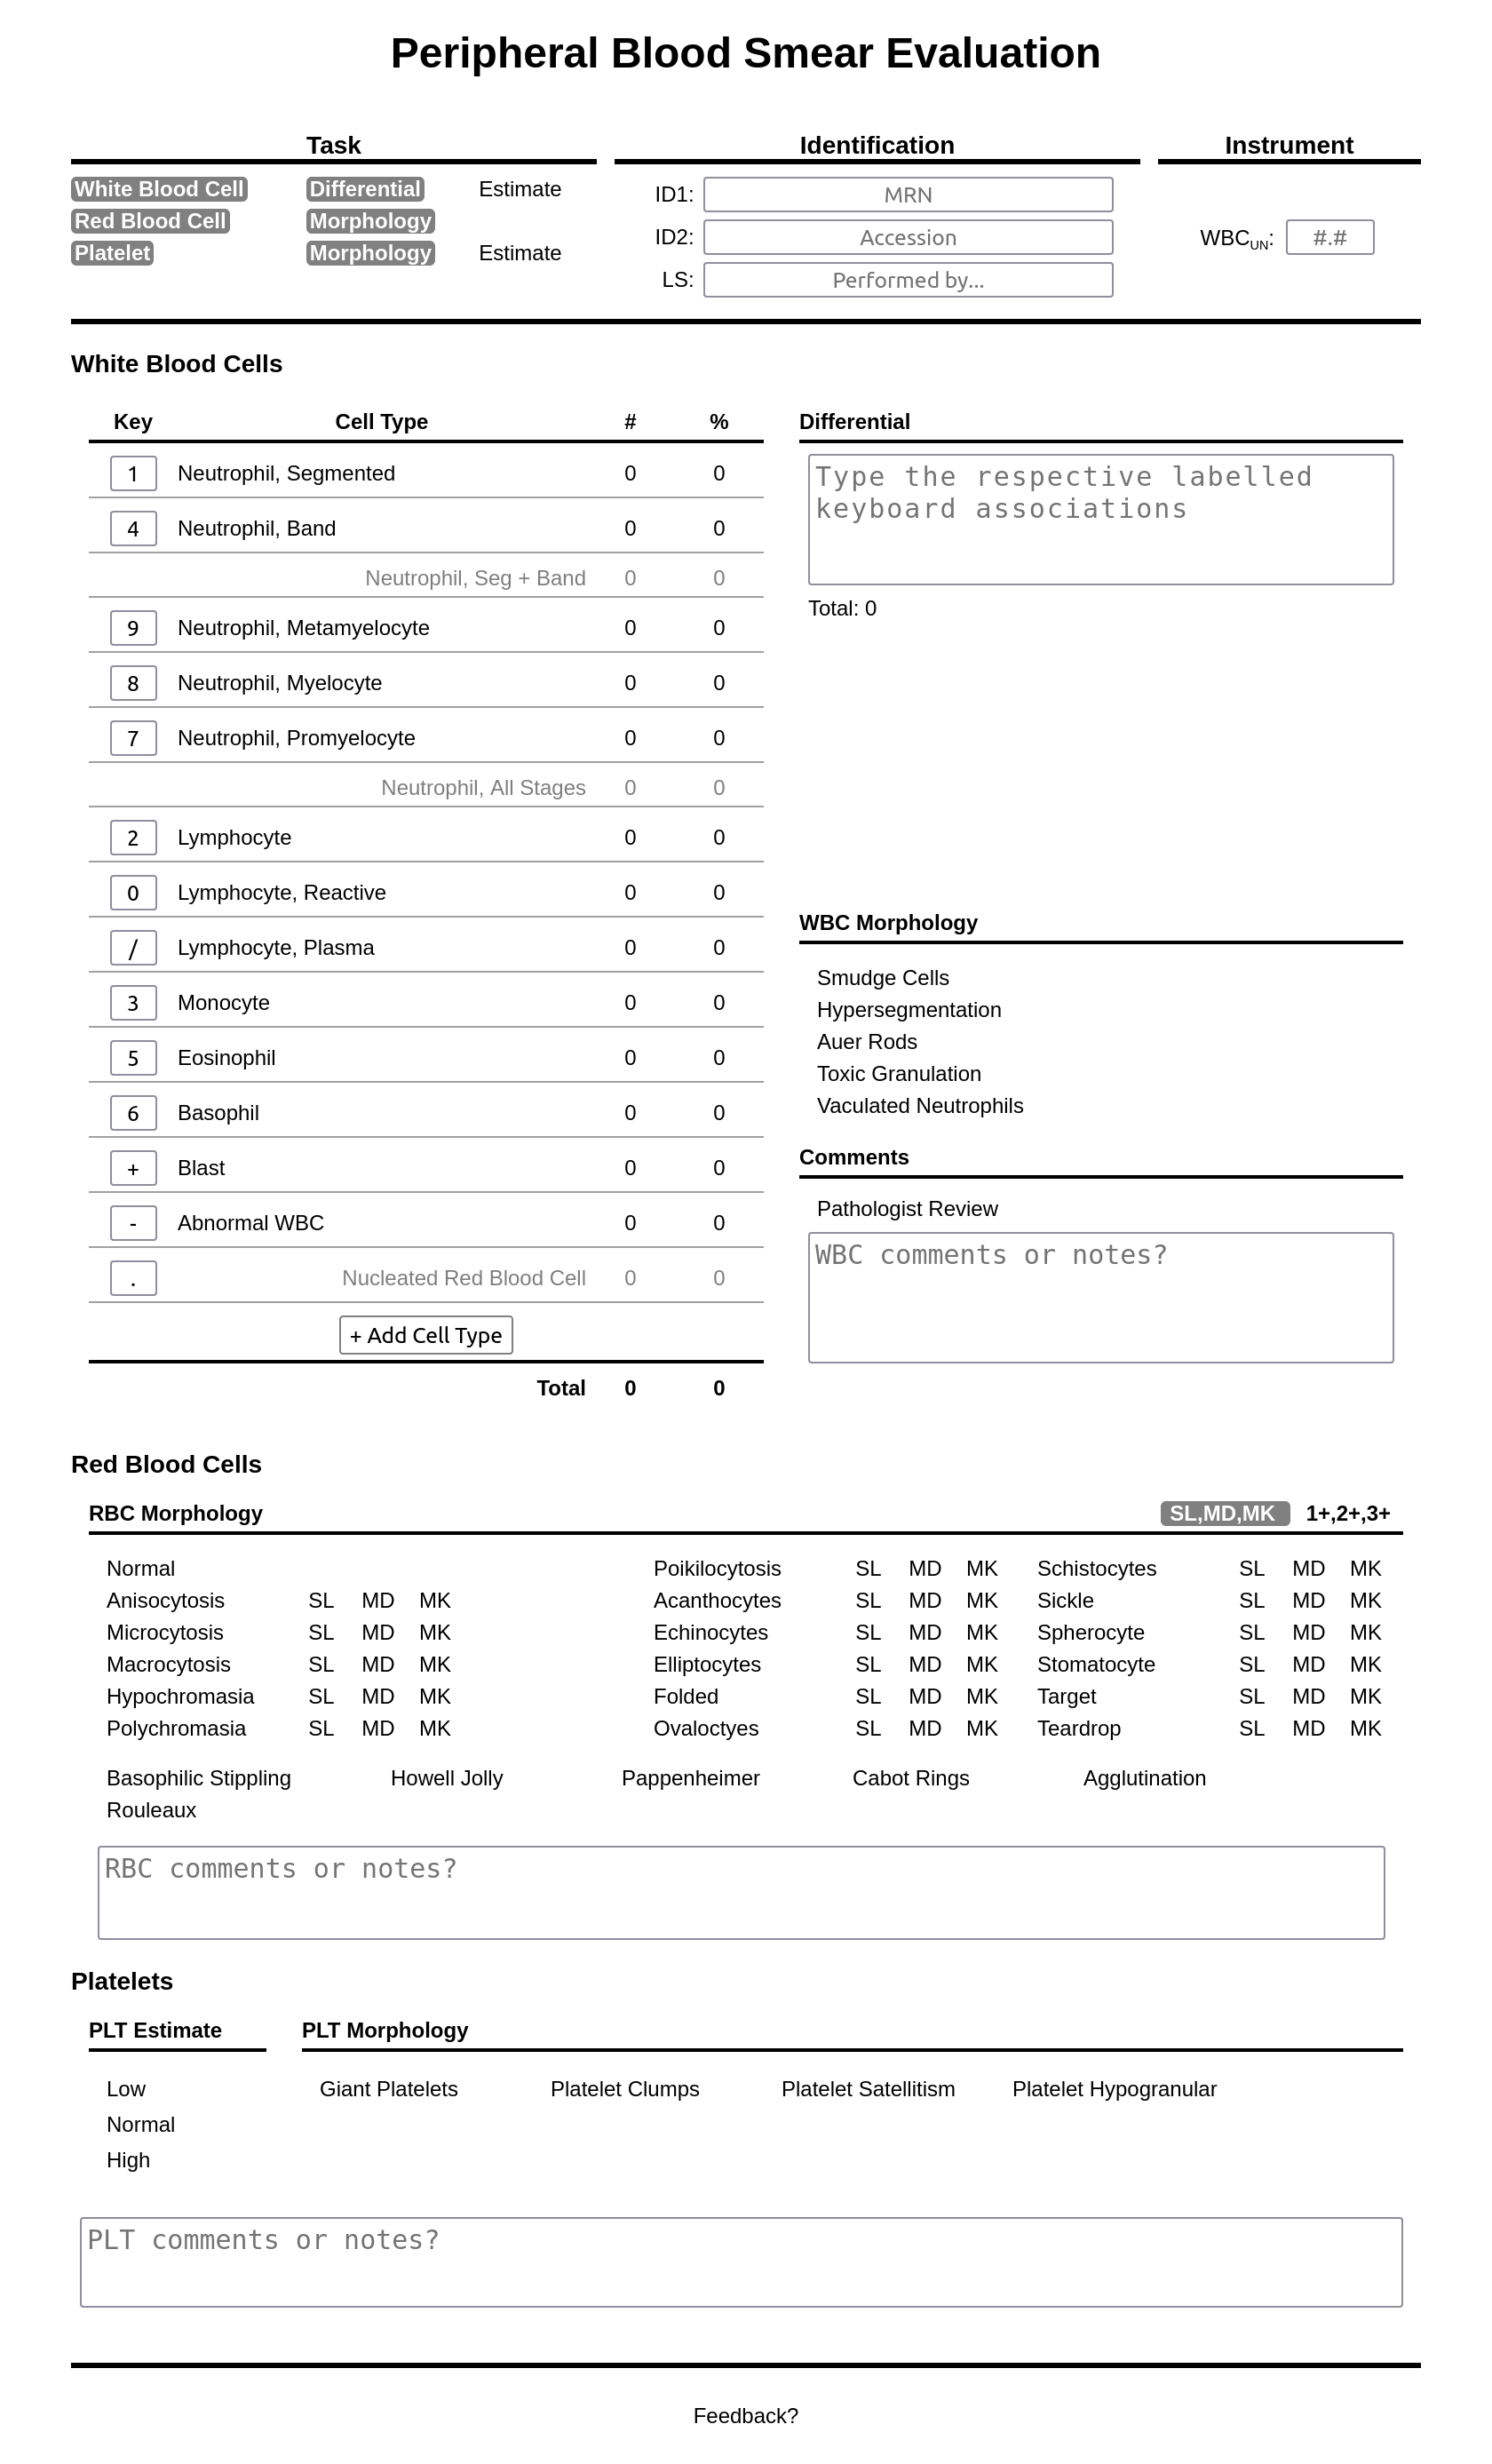 Peripheral Blood Smear Evaluation
Task
White Blood Cell Differential Estimate
Red Blood Cell Morphology
Platelet Morphology Estimate
Identification
ID1: MRN
ID2: Accession
LS: Performed by...
Instrument
WBCUN: #.#
White Blood Cells
Key Cell Type # %
1 Neutrophil, Segmented 0 0
4 Neutrophil, Band 0 0
Neutrophil, Seg + Band 0 0
9 Neutrophil, Metamyelocyte 0 0
8 Neutrophil, Myelocyte 0 0
7 Neutrophil, Promyelocyte 0 0
Neutrophil, All Stages 0 0
2 Lymphocyte 0 0
0 Lymphocyte, Reactive 0 0
/ Lymphocyte, Plasma 0 0
3 Monocyte 0 0
5 Eosinophil 0 0
6 Basophil 0 0
+ Blast 0 0
- Abnormal WBC 0 0
. Nucleated Red Blood Cell 0 0
+ Add Cell Type
Total 0 0
Differential
Type the respective labelled
keyboard associations
Total: 0
WBC Morphology
Smudge Cells
Hypersegmentation
Auer Rods
Toxic Granulation
Vaculated Neutrophils
Comments
Pathologist Review
WBC comments or notes?
Red Blood Cells
RBC Morphology SL,MD,MK 1+,2+,3+
Normal Poikilocytosis SL MD MK Schistocytes SL MD MK
Anisocytosis SL MD MK Acanthocytes SL MD MK Sickle SL MD MK
Microcytosis SL MD MK Echinocytes SL MD MK Spherocyte SL MD MK
Macrocytosis SL MD MK Elliptocytes SL MD MK Stomatocyte SL MD MK
Hypochromasia SL MD MK Folded SL MD MK Target SL MD MK
Polychromasia SL MD MK Ovaloctyes SL MD MK Teardrop SL MD MK
Basophilic Stippling Howell Jolly Pappenheimer Cabot Rings Agglutination
Rouleaux
RBC comments or notes?
Platelets
PLT Estimate PLT Morphology
Low Giant Platelets Platelet Clumps Platelet Satellitism Platelet Hypogranular
Normal
High
PLT comments or notes?
Feedback?